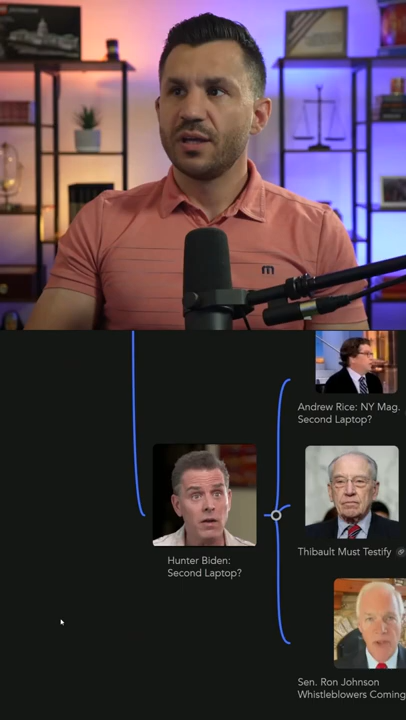 m
Andrew Rice: NY Mag.
Second Laptop?
Hunter Biden:
Second Laptop?
Thibault Must Testify
Sen. Ron Johnson
Whistleblowers Coming